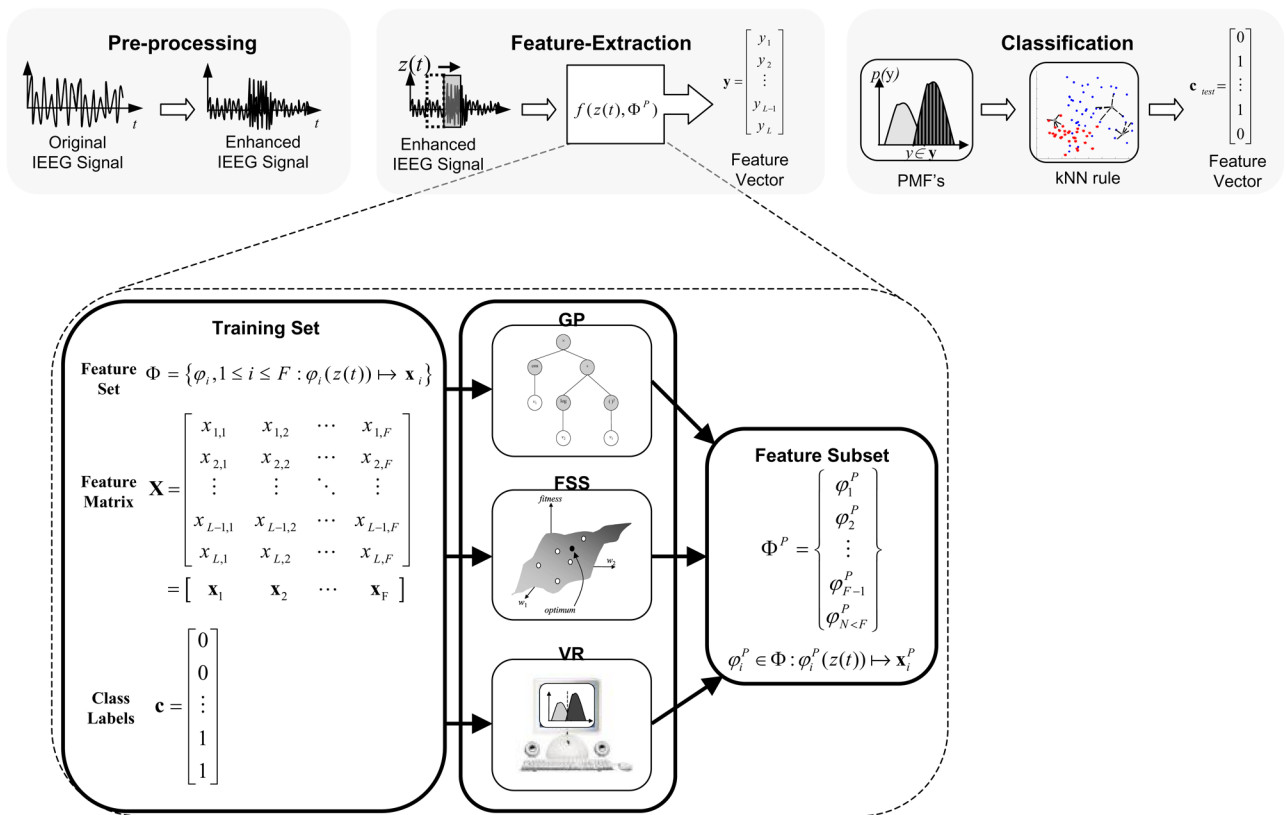 Pre-processing
t
Original
IEEG Signal
t
Enhanced
IEEG Signal
Feature-Extraction
z(t)
Enhanced
IEEG Signal
f(z(t), Φ^P)
y = [ y_1 y_2 ⋮ y_{L-1} y_L ]
Feature
Vector
Classification
p(y)
y ∈ y
PMF's
kNN rule
c_test = [ 0 1 ⋮ 1 0 ]
Feature
Vector
Training Set
Feature Set Φ = {φ_i, 1 ≤ i ≤ F : φ_i(z(t)) ↦ x_i}
Feature Matrix X =
x_{1,1} x_{1,2} ⋯ x_{1,F}
x_{2,1} x_{2,2} ⋯ x_{2,F}
⋮ ⋮ ⋱ ⋮
x_{L-1,1} x_{L-1,2} ⋯ x_{L-1,F}
x_{L,1} x_{L,2} ⋯ x_{L,F}
= [ x_1 x_2 ⋯ x_F ]
Class Labels c = [ 0 0 ⋮ 1 1 ]
GP
log
( )²
FSS
fitness
w_2
w_1
optimum
VR
Feature Subset
Φ^P = { φ_1^P φ_2^P ⋮ φ_{F-1}^P φ_{N<F}^P }
φ_i^P ∈ Φ : φ_i^P(z(t)) ↦ x_i^P